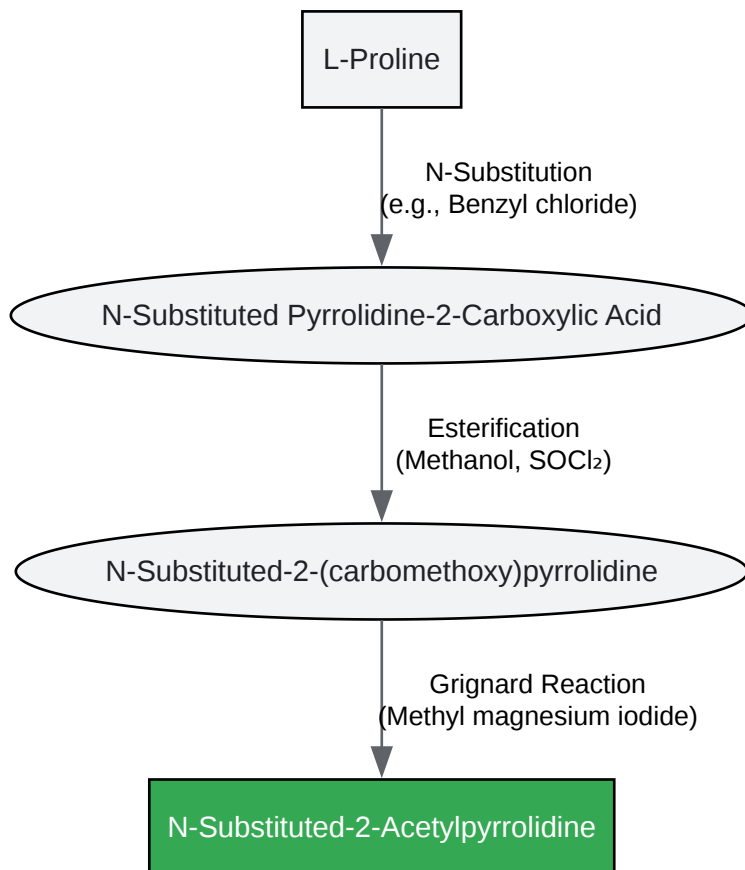 L-Proline
N-Substitution
(e.g., Benzyl chloride)
N-Substituted Pyrrolidine-2-Carboxylic Acid
Esterification
(Methanol, SOCl₂)
N-Substituted-2-(carbomethoxy)pyrrolidine
Grignard Reaction
(Methyl magnesium iodide)
N-Substituted-2-Acetylpyrrolidine